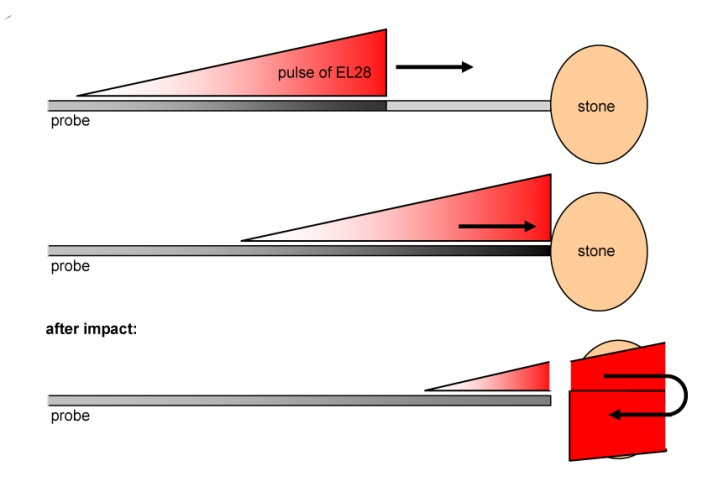 pulse of EL28
stone
probe
stone
probe
after impact:
probe